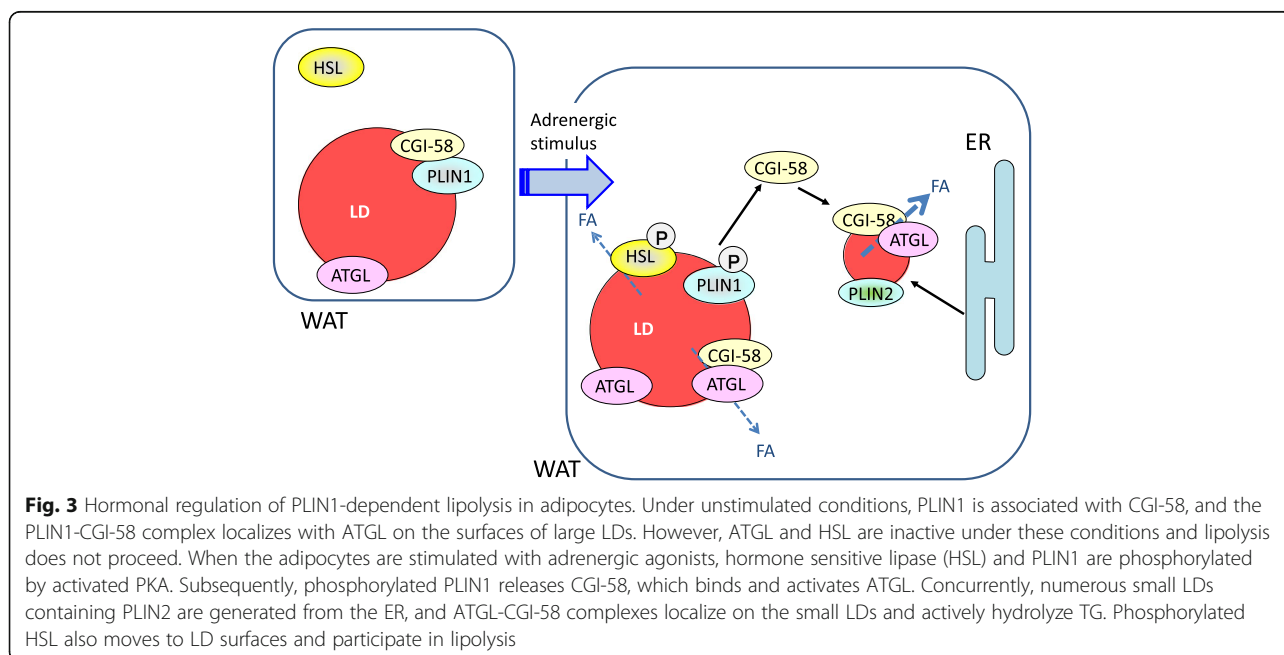 HSL
CGI-58
PLIN1
LD
ATGL
WAT
Adrenergic
stimulus
FA
P
HSL
P
PLIN1
LD
CGI-58
ATGL
ATGL
FA
CGI-58
CGI-58
ATGL
PLIN2
FA
ER
WAT
Fig. 3 Hormonal regulation of PLIN1-dependent lipolysis in adipocytes. Under unstimulated conditions, PLIN1 is associated with CGI-58, and the
PLIN1-CGI-58 complex localizes with ATGL on the surfaces of large LDs. However, ATGL and HSL are inactive under these conditions and lipolysis
does not proceed. When the adipocytes are stimulated with adrenergic agonists, hormone sensitive lipase (HSL) and PLIN1 are phosphorylated
by activated PKA. Subsequently, phosphorylated PLIN1 releases CGI-58, which binds and activates ATGL. Concurrently, numerous small LDs
containing PLIN2 are generated from the ER, and ATGL-CGI-58 complexes localize on the small LDs and actively hydrolyze TG. Phosphorylated
HSL also moves to LD surfaces and participate in lipolysis